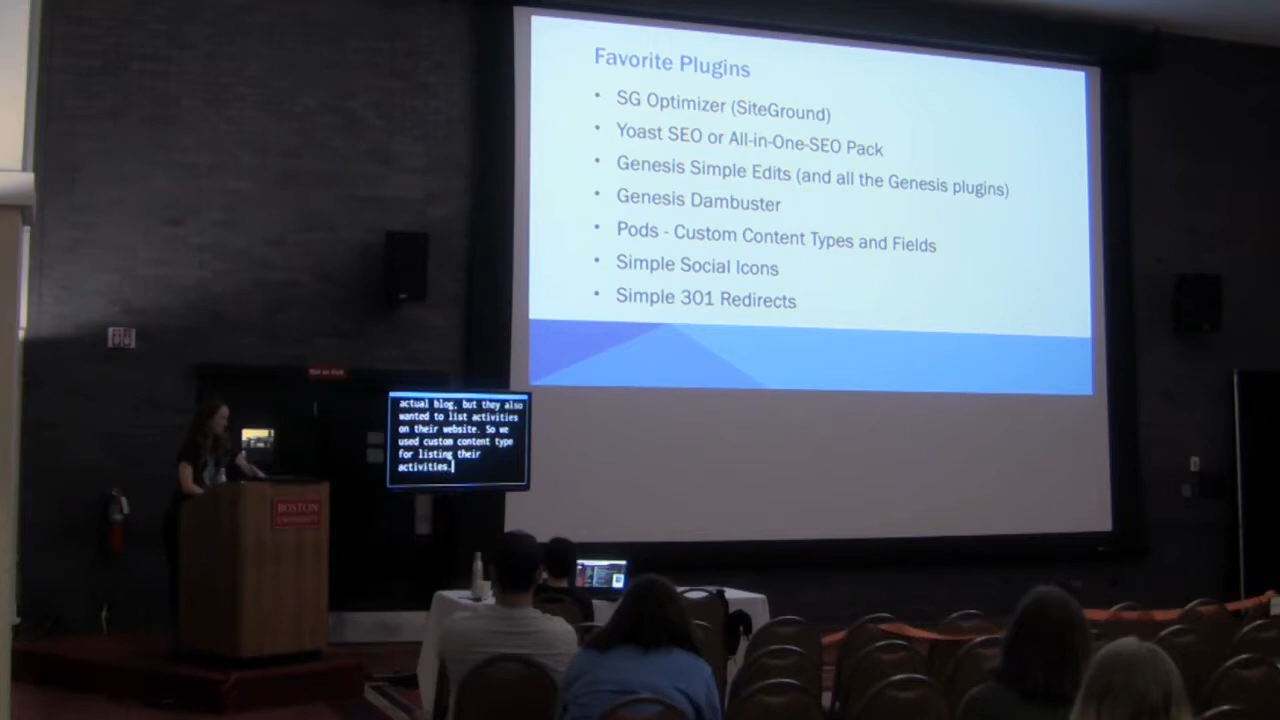 Favorite Plugins
• SG Optimizer (SiteGround)
• Yoast SEO or All-in-One-SEO Pack
• Genesis Simple Edits (and all the Genesis plugins)
• Genesis Dambuster
• Pods - Custom Content Types and Fields
• Simple Social Icons
• Simple 301 Redirects
actual blog, but they also
wanted to list activities
on their website. So we
used custom content type
for listing their
activities.
BOSTON
UNIVERSITY